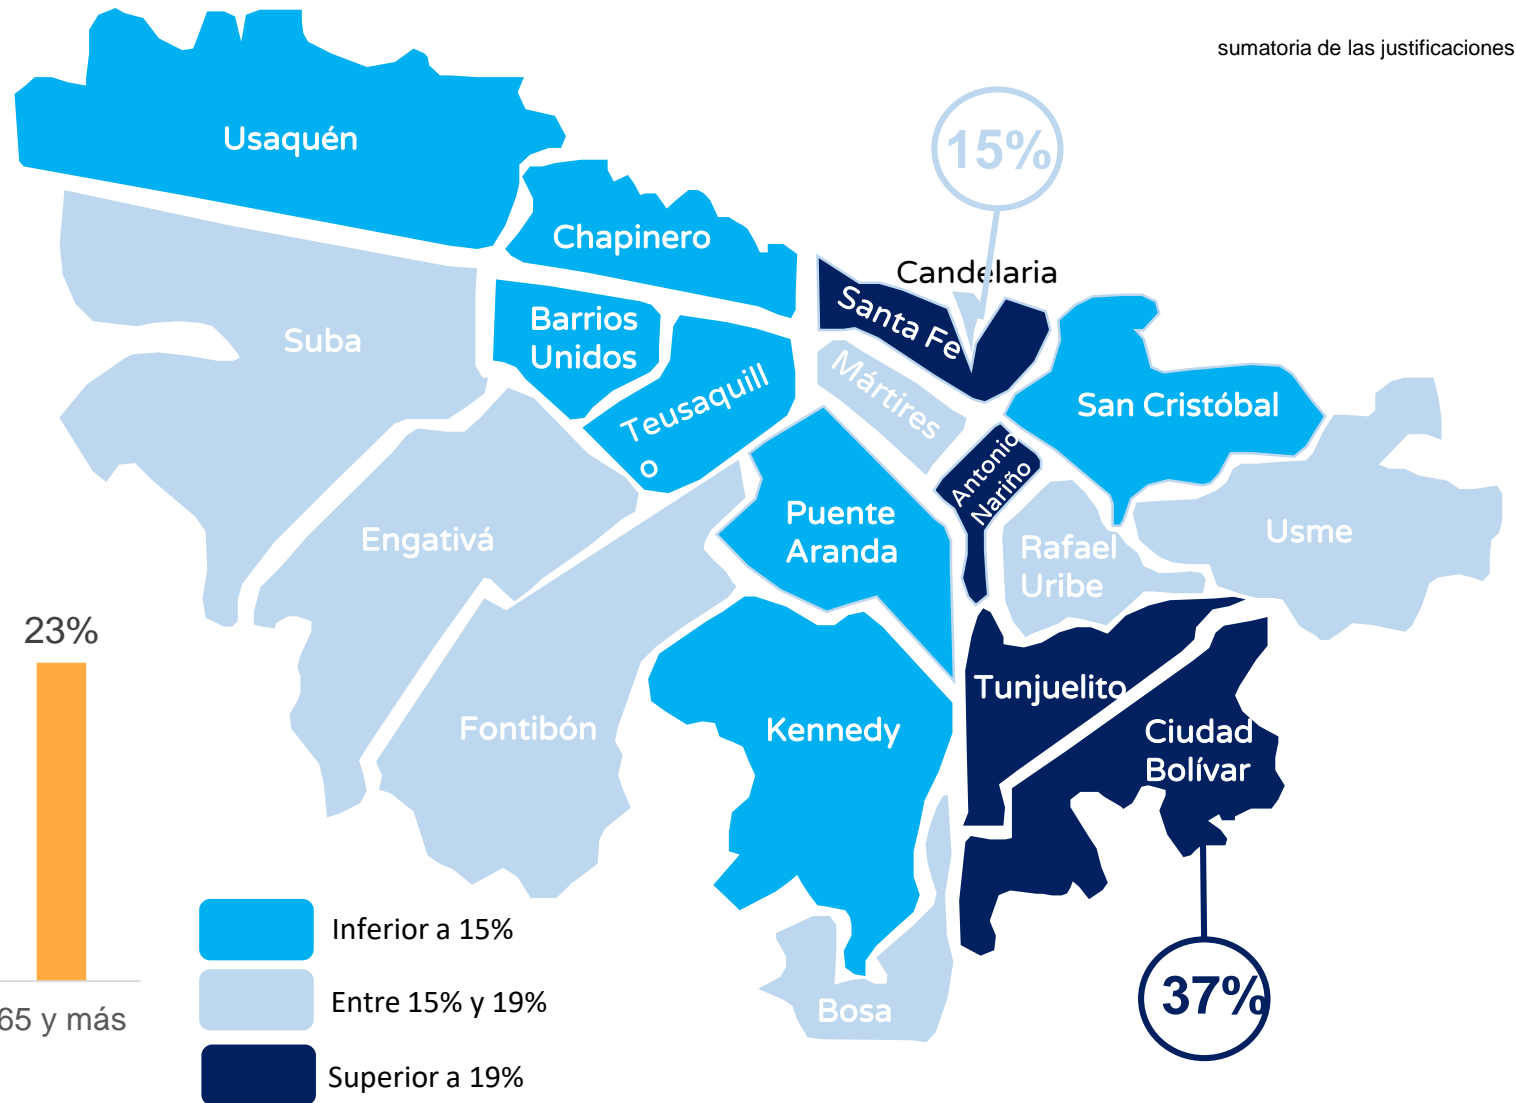 sumatoria de las justificaciones
Usaquén
15%
Chapinero
Candelaria
Santa Fe
Barrios
Unidos
Suba
Mártires
Teusaquill
o
San Cristóbal
Antonio
Nariño
Puente
Aranda
Engativá
Rafael
Uribe
Usme
23%
Tunjuelito
Fontibón
Kennedy
Ciudad
Bolívar
Inferior a 15%
37%
Entre 15% y 19%
Bosa
65 y más
Superior a 19%